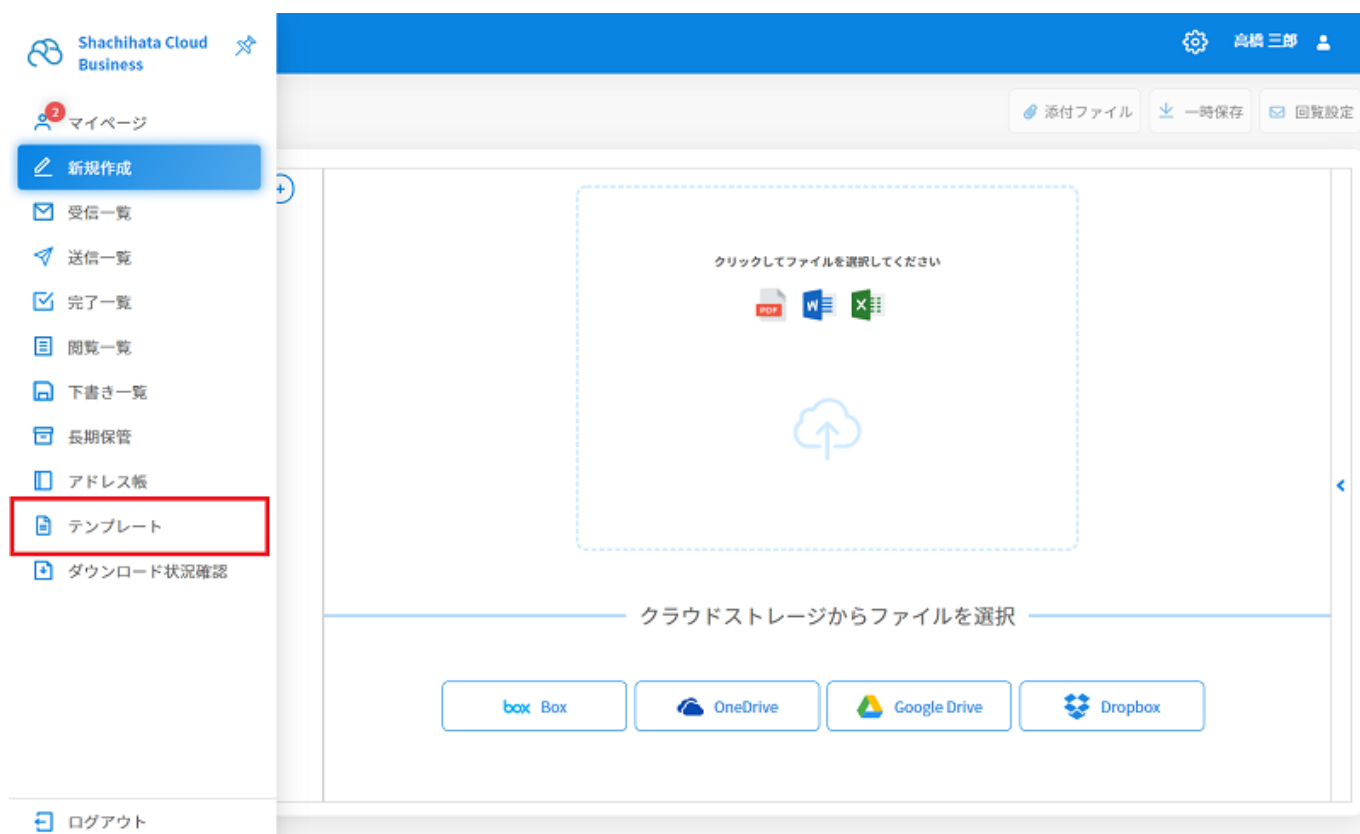 Shachihata Cloud
Business
高橋 三郎
2
マイページ
添付ファイル
一時保存
回覧設定
新規作成
受信一覧
送信一覧
完了一覧
閲覧一覧
下書き一覧
長期保管
アドレス帳
テンプレート
ダウンロード状況確認
ログアウト
クリックしてファイルを選択してください
PDF
W
X
クラウドストレージからファイルを選択
box Box
OneDrive
Google Drive
Dropbox